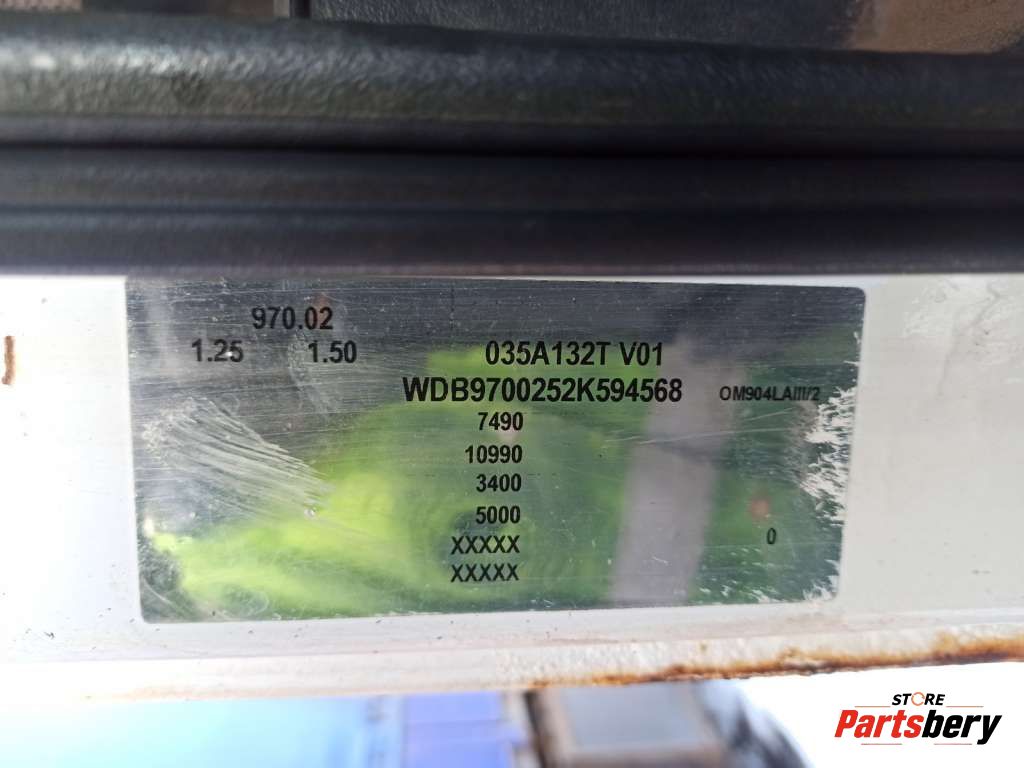 970.02
1.25 1.50 035A132T V01
WDB9700252K594568 OM904LAIII/2
7490
10990
3400
5000
XXXXX 0
XXXXX
STORE
Partsbery